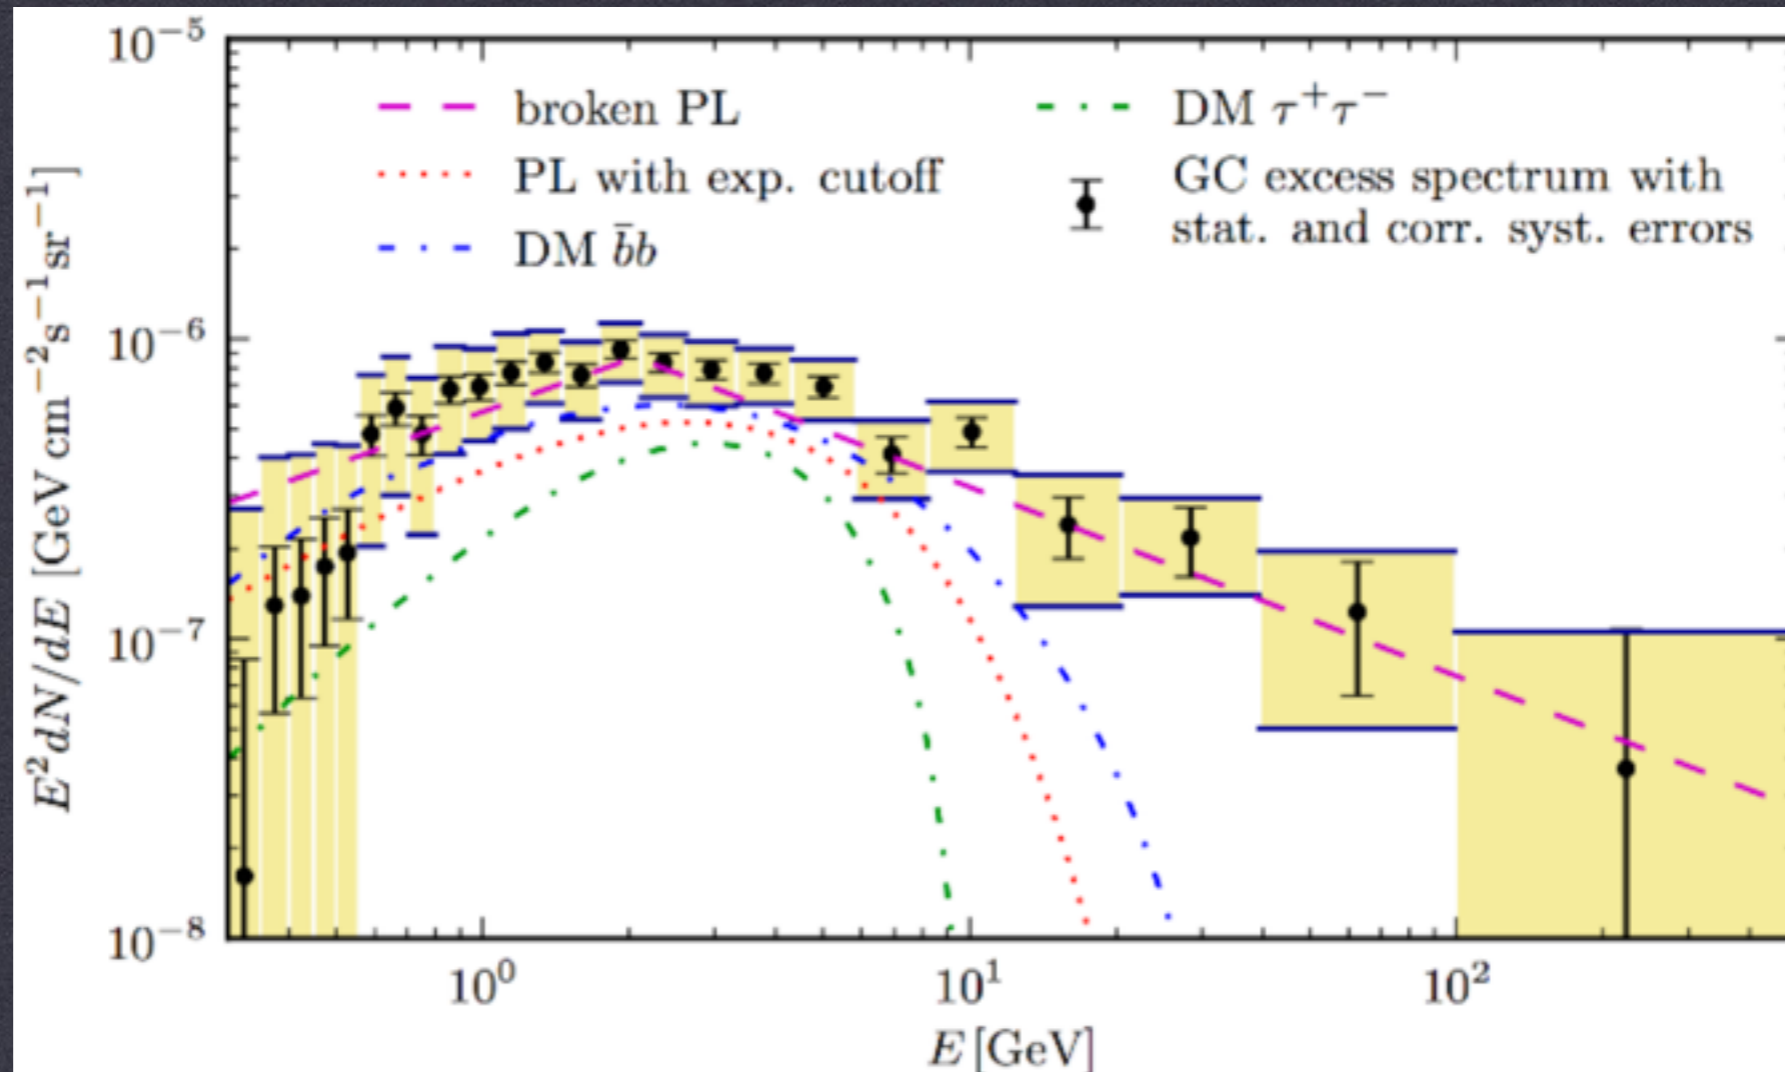 10⁻⁵
broken PL
DM τ⁺τ⁻
PL with exp. cutoff
GC excess spectrum with
stat. and corr. syst. errors
DM b̄b
10⁻⁶
10⁻⁷
10⁻⁸
E²dN/dE [GeV cm⁻²s⁻¹sr⁻¹]
10⁰
10¹
10²
E [GeV]